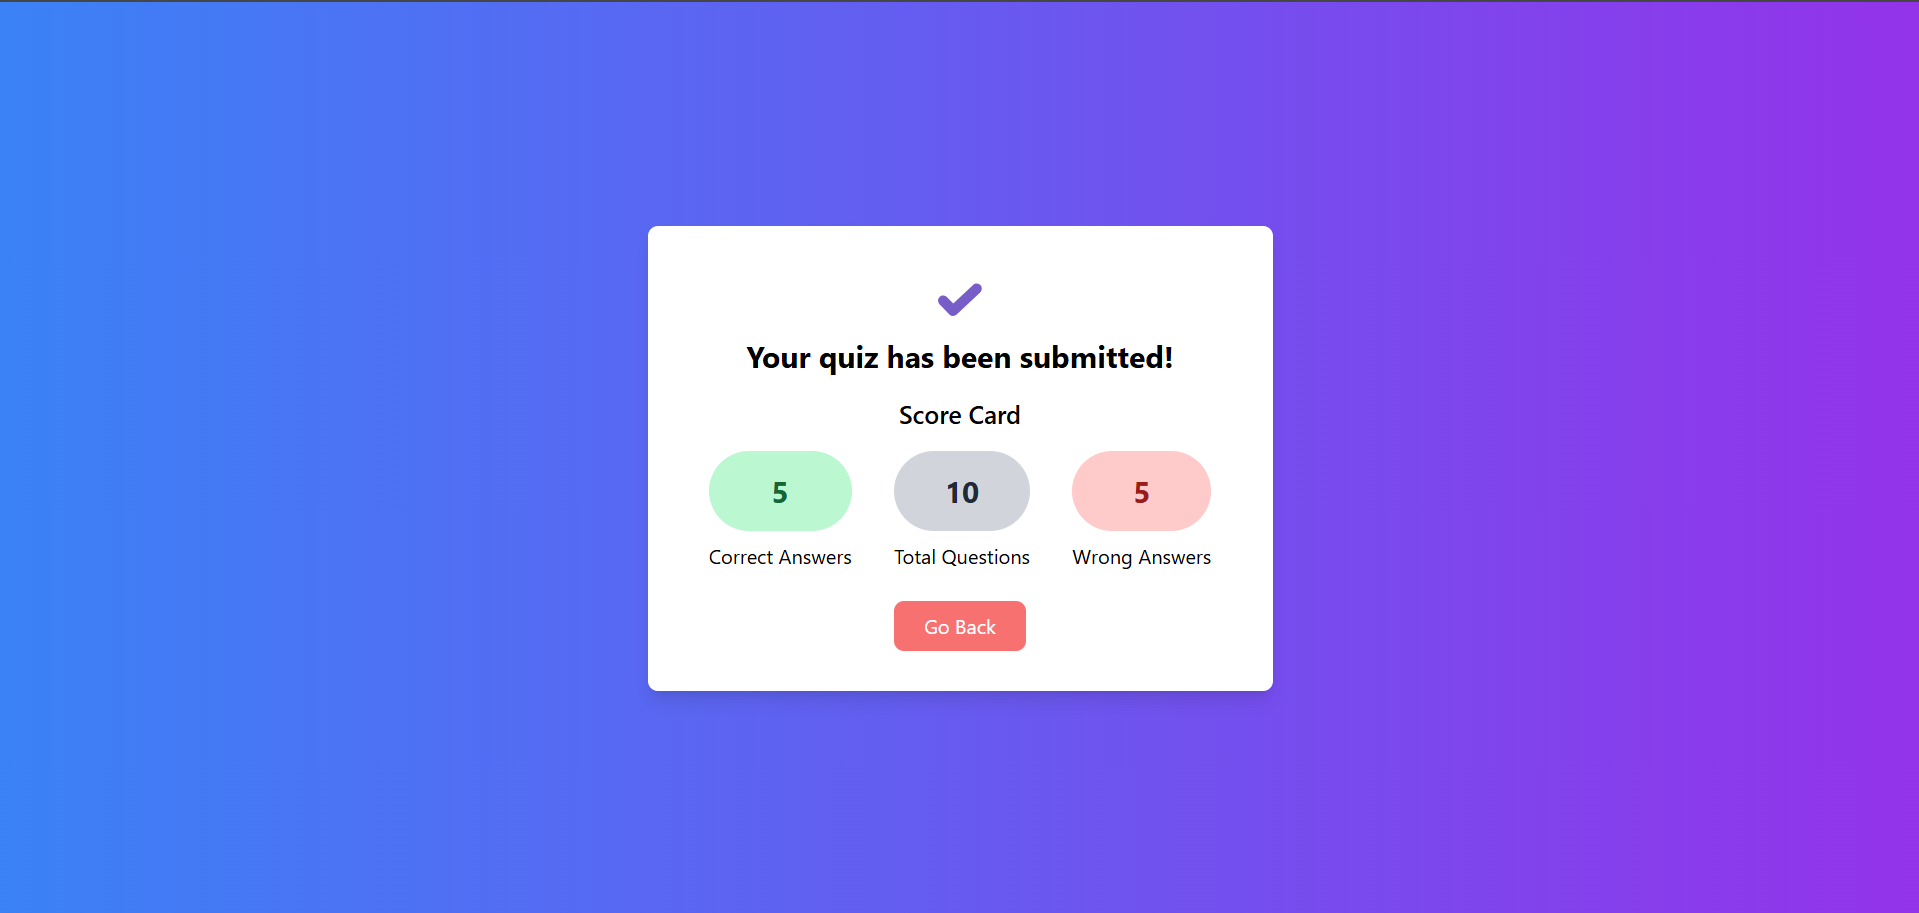 Your quiz has been submitted!
Score Card
5 10 5
Correct Answers Total Questions Wrong Answers
Go Back